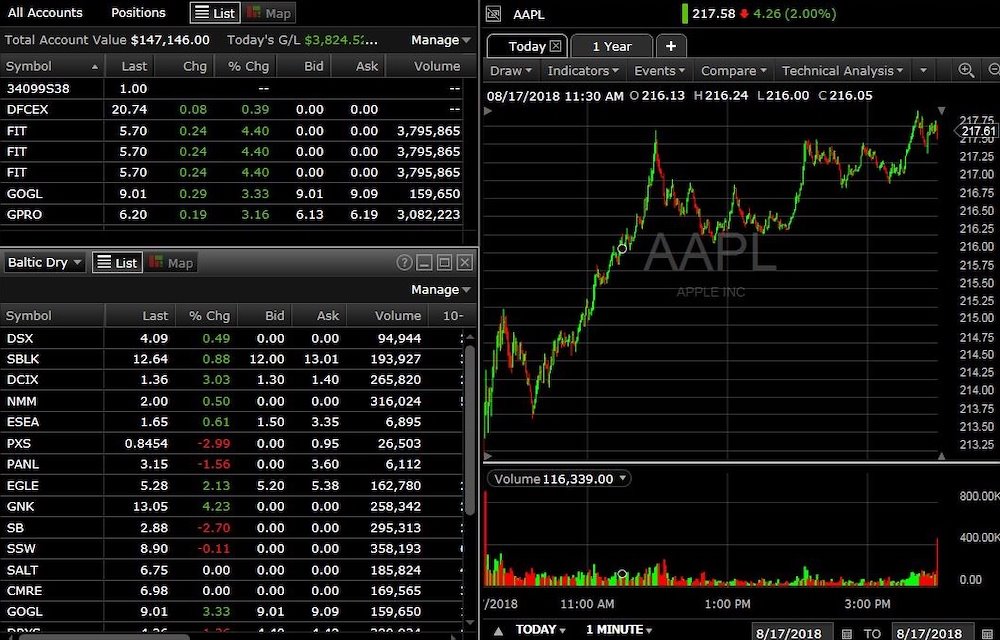 All Accounts Positions List Map
Total Account Value $147,146.00 Today's G/L $3,824.52... Manage
Symbol Last Chg % Chg Bid Ask Volume
34099S38 1.00 -- --
DFCEX 20.74 0.08 0.39 0.00 0.00 --
FIT 5.70 0.24 4.40 0.00 0.00 3,795,865
FIT 5.70 0.24 4.40 0.00 0.00 3,795,865
FIT 5.70 0.24 4.40 0.00 0.00 3,795,865
GOGL 9.01 0.29 3.33 9.01 9.09 159,650
GPRO 6.20 0.19 3.16 6.13 6.19 3,082,223
Baltic Dry List Map
Manage
Symbol Last % Chg Bid Ask Volume 10-
DSX 4.09 0.49 0.00 0.00 94,944
SBLK 12.64 0.88 12.00 13.01 193,927
DCIX 1.36 3.03 1.30 1.40 265,820
NMM 2.00 0.50 0.00 0.00 316,024
ESEA 1.65 0.61 1.50 3.35 6,895
PXS 0.8454 -2.99 0.00 0.95 26,503
PANL 3.15 -1.56 0.00 3.60 6,112
EGLE 5.28 2.13 5.20 5.38 162,780
GNK 13.05 4.23 0.00 0.00 258,342
SB 2.88 -2.70 0.00 0.00 295,313
SSW 8.90 -0.11 0.00 0.00 358,193
SALT 6.75 0.00 0.00 0.00 185,824
CMRE 6.98 0.00 0.00 0.00 169,565
GOGL 9.01 3.33 9.01 9.09 159,650
AAPL 217.58 4.26 (2.00%)
Today 1 Year +
Draw Indicators Events Compare Technical Analysis
08/17/2018 11:30 AM O 216.13 H 216.24 L 216.00 C 216.05
217.75
217.61
217.50
217.25
217.00
216.75
216.50
216.25
216.00
215.75
215.50
215.25
215.00
214.75
214.50
214.25
214.00
213.75
213.50
213.25
AAPL
APPLE INC
Volume 116,339.00
800.00K
400.00K
0.00
/2018 11:00 AM 1:00 PM 3:00 PM
TODAY 1 MINUTE 8/17/2018 TO 8/17/2018